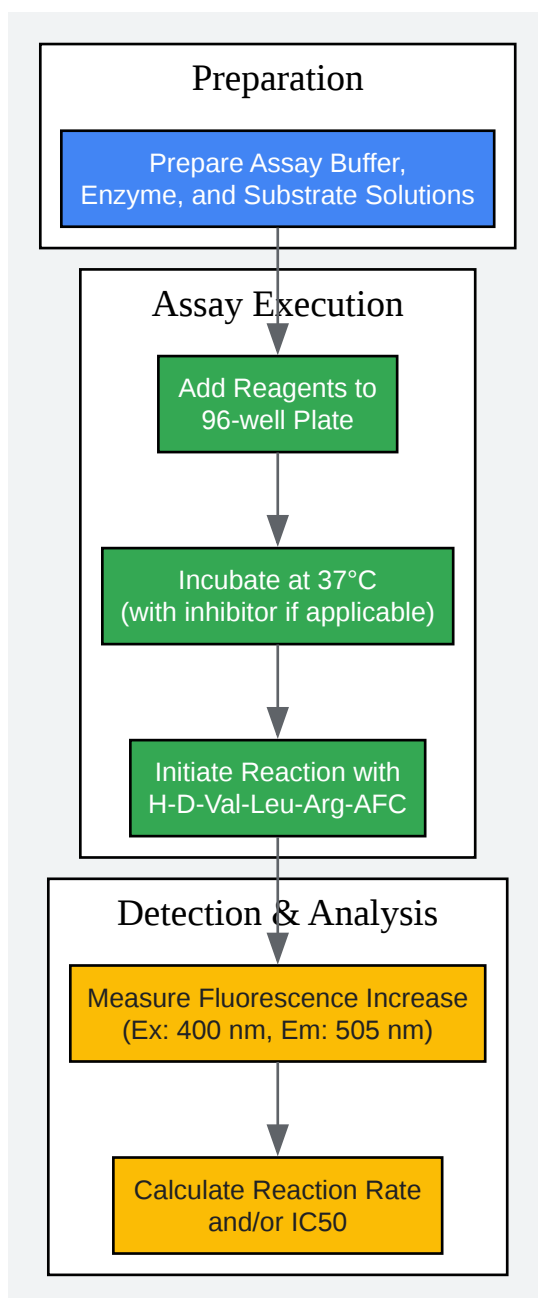 Preparation
Prepare Assay Buffer,
Enzyme, and Substrate Solutions
Assay Execution
Add Reagents to
96-well Plate
Incubate at 37°C
(with inhibitor if applicable)
Initiate Reaction with
H-D-Val-Leu-Arg-AFC
Detection & Analysis
Measure Fluorescence Increase
(Ex: 400 nm, Em: 505 nm)
Calculate Reaction Rate
and/or IC50